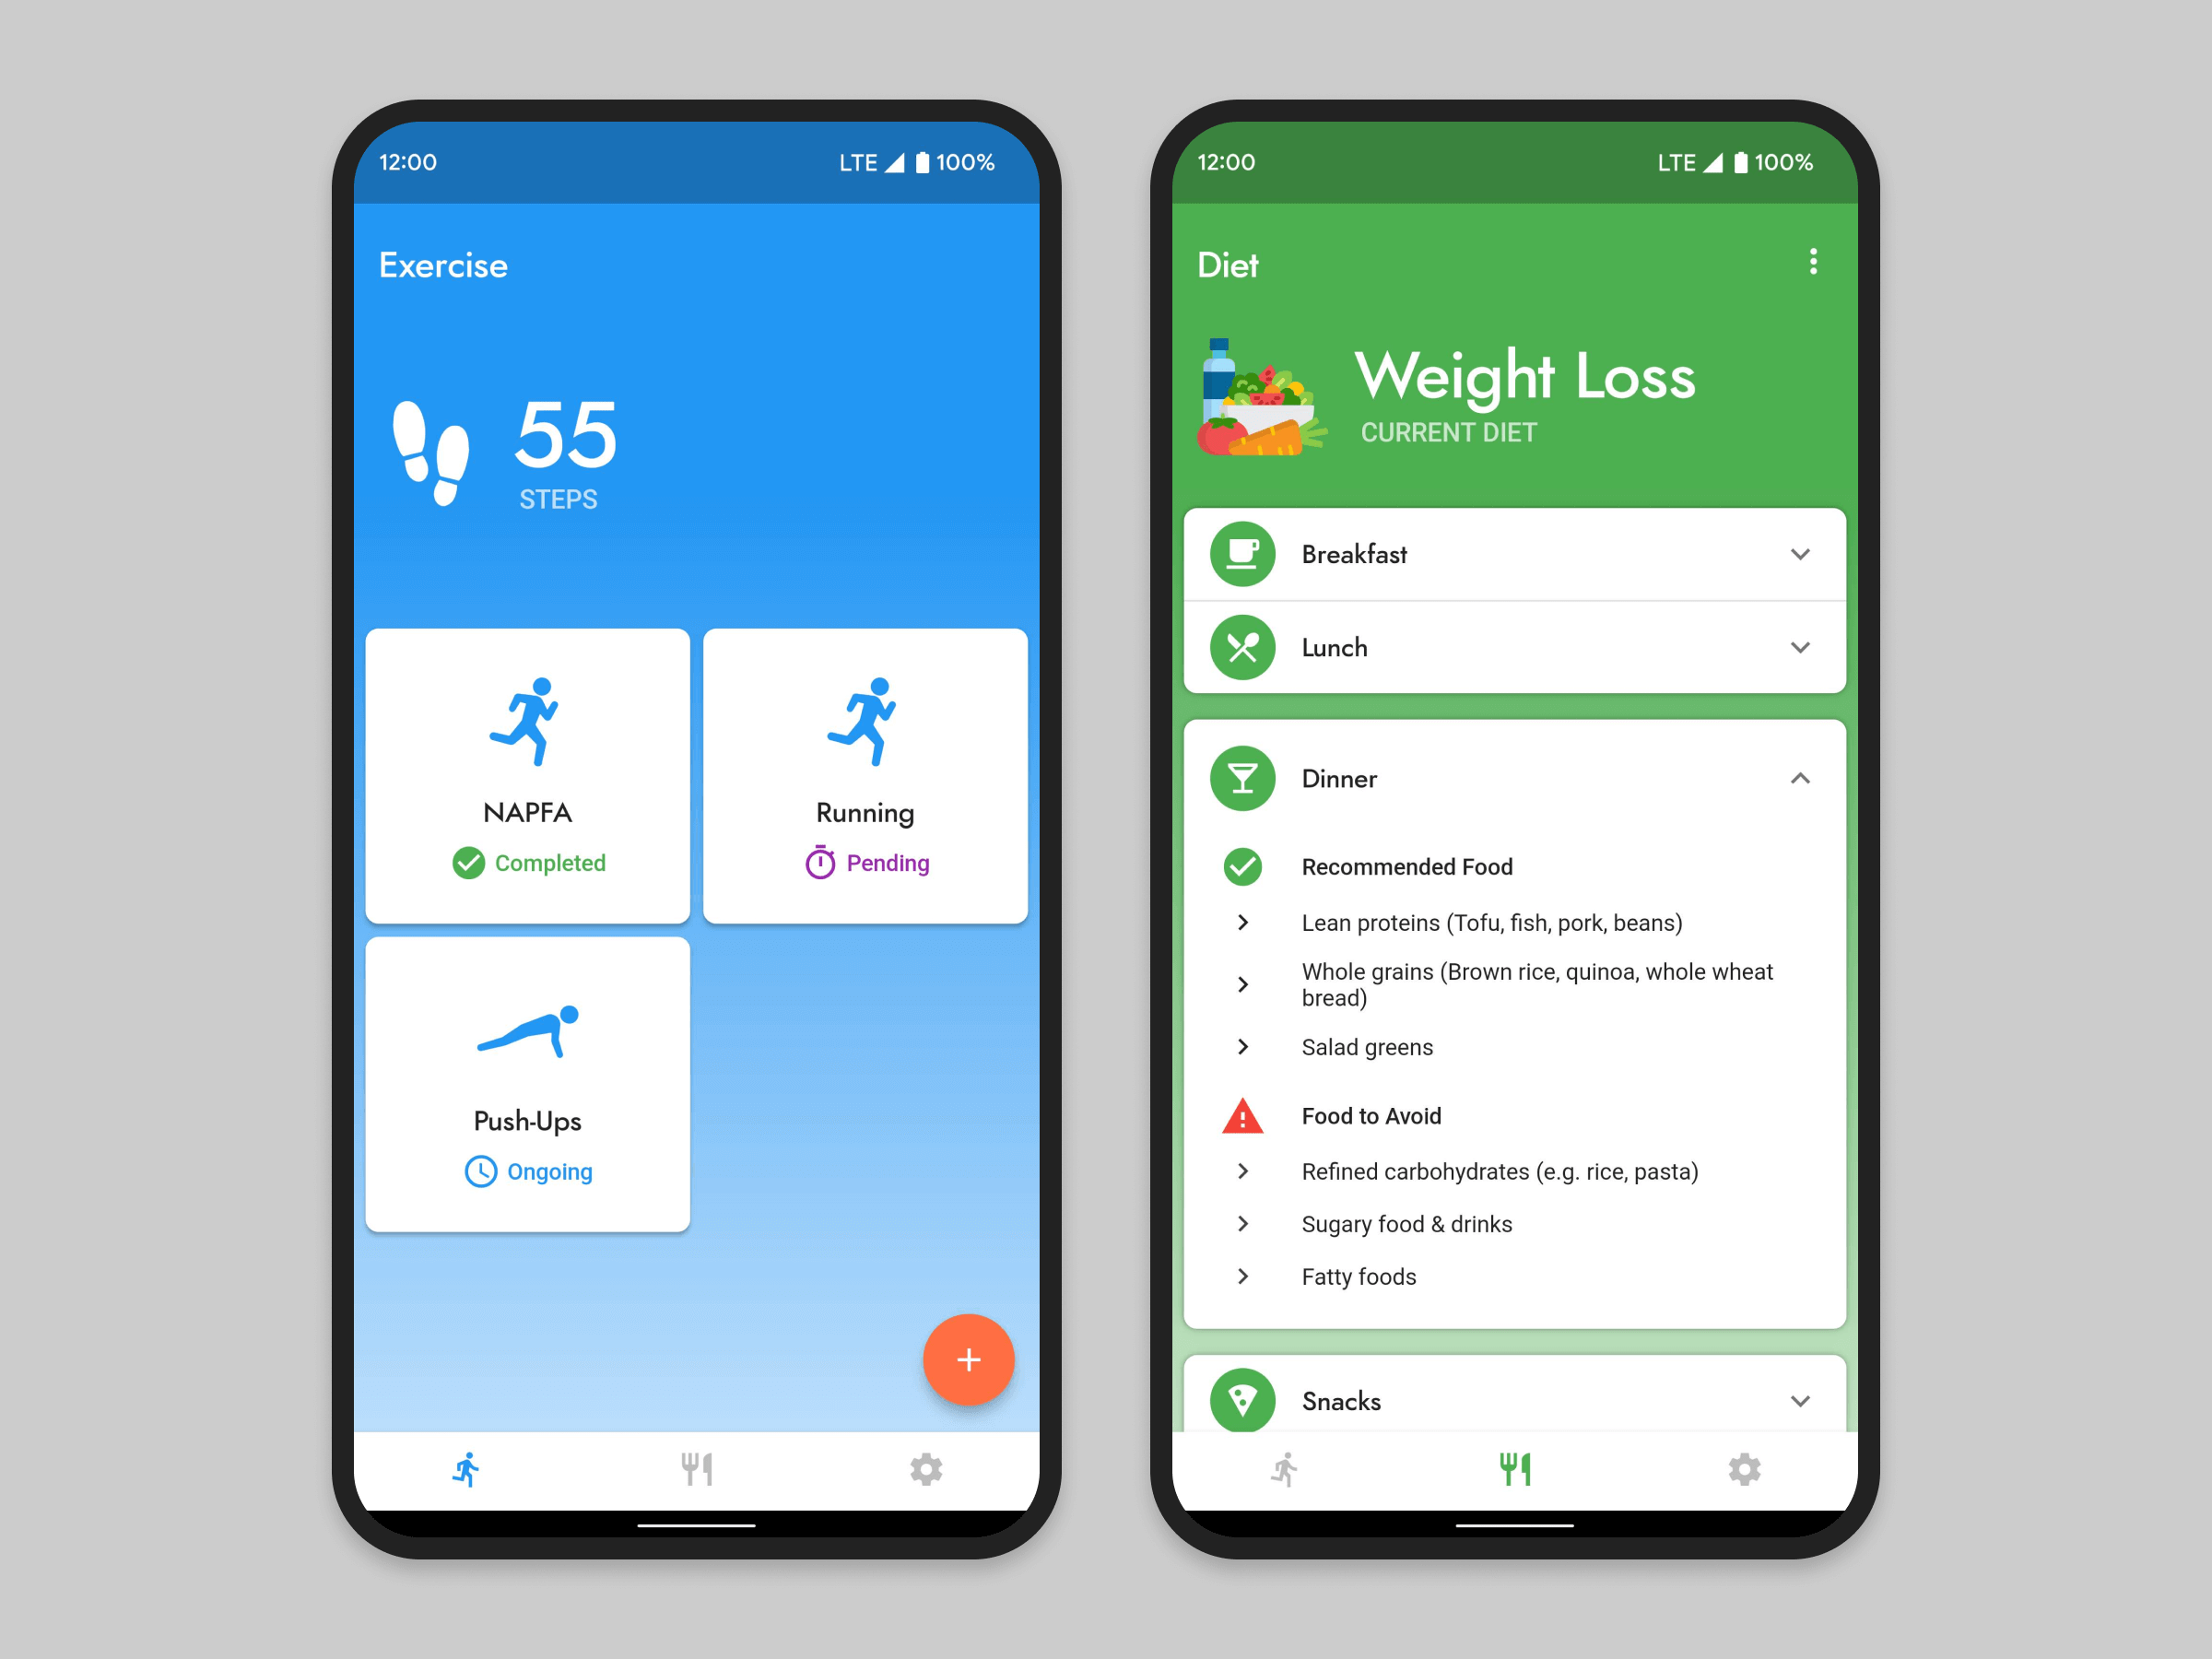 12:00
LTE 100%
Exercise
55
STEPS
NAPFA
Completed
Running
Pending
Push-Ups
Ongoing
12:00
LTE 100%
Diet
Weight Loss
CURRENT DIET
Breakfast
Lunch
Dinner
Recommended Food
Lean proteins (Tofu, fish, pork, beans)
Whole grains (Brown rice, quinoa, whole wheat
bread)
Salad greens
Food to Avoid
Refined carbohydrates (e.g. rice, pasta)
Sugary food & drinks
Fatty foods
Snacks